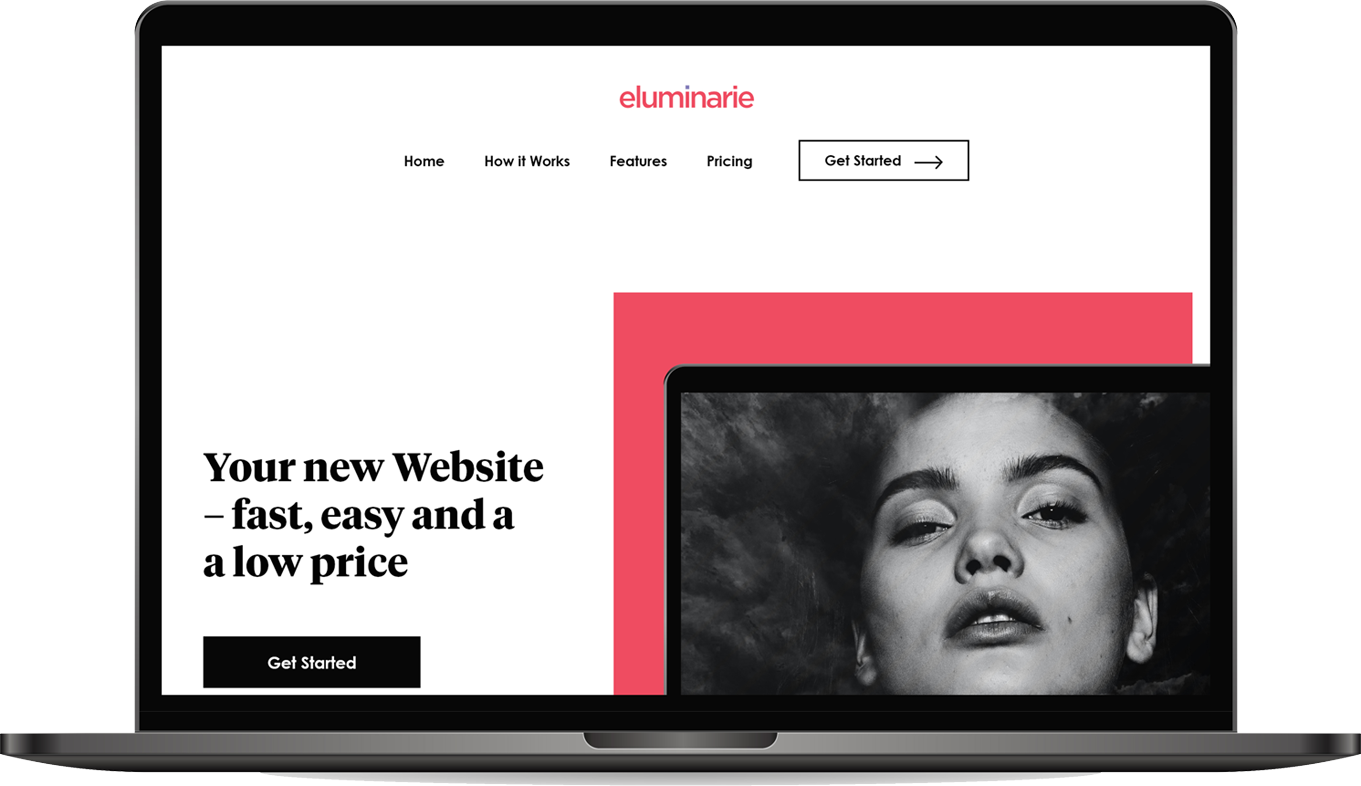 eluminarie
Home How it Works Features Pricing Get Started
Your new Website
– fast, easy and a
a low price
Get Started